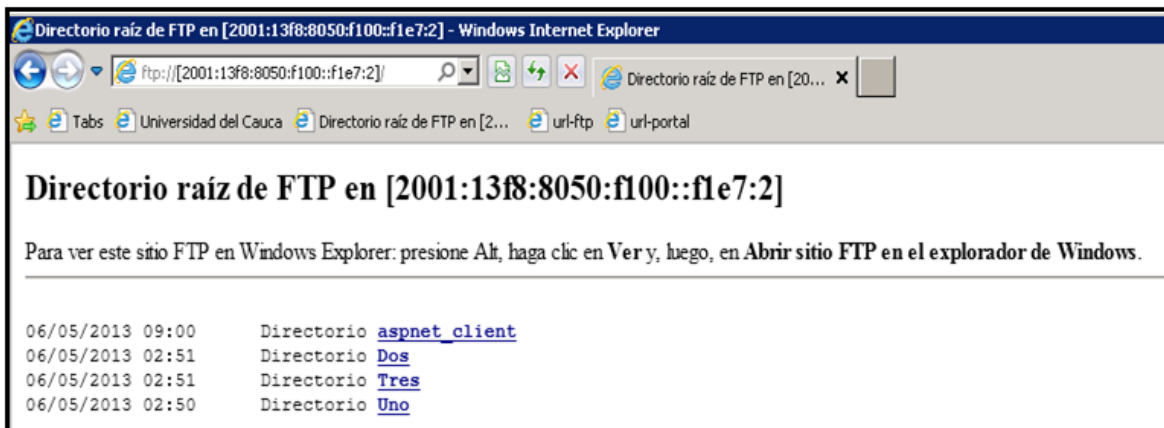 Directorio raíz de FTP en [2001:13f8:8050:f100::f1e7:2] - Windows Internet Explorer
ftp://[2001:13f8:8050:f100::f1e7:2]/
Directorio raíz de FTP en [20...
Tabs Universidad del Cauca Directorio raíz de FTP en [2... url-ftp url-portal
Directorio raíz de FTP en [2001:13f8:8050:f100::f1e7:2]
Para ver este sitio FTP en Windows Explorer: presione Alt, haga clic en Ver y, luego, en Abrir sitio FTP en el explorador de Windows.
06/05/2013 09:00 Directorio aspnet_client
06/05/2013 02:51 Directorio Dos
06/05/2013 02:51 Directorio Tres
06/05/2013 02:50 Directorio Uno